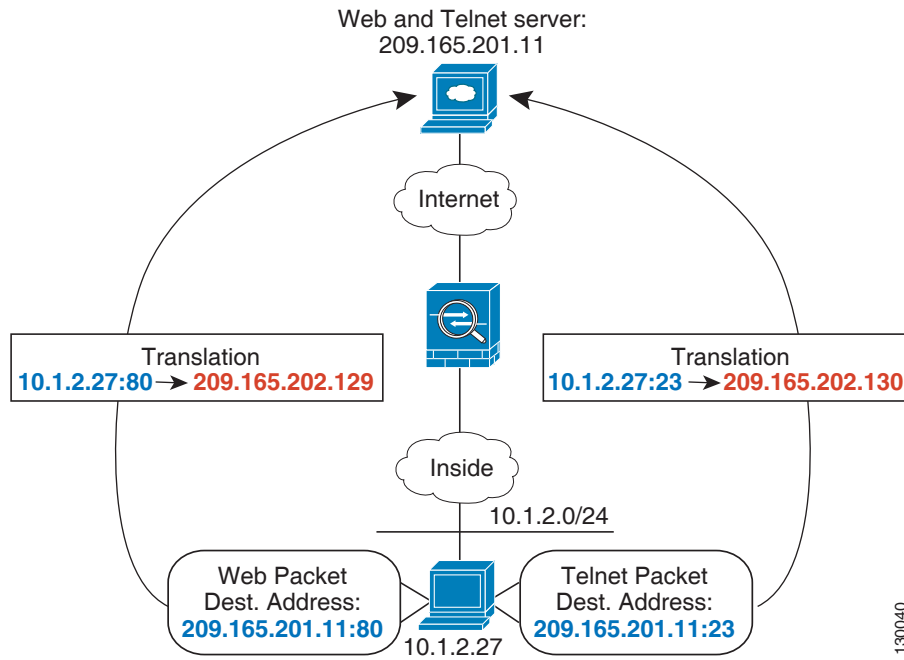 Web and Telnet server:
209.165.201.11
Internet
Translation
10.1.2.27:80 → 209.165.202.129
Translation
10.1.2.27:23 → 209.165.202.130
Inside
10.1.2.0/24
Web Packet
Dest. Address:
209.165.201.11:80
Telnet Packet
Dest. Address:
209.165.201.11:23
10.1.2.27
130040